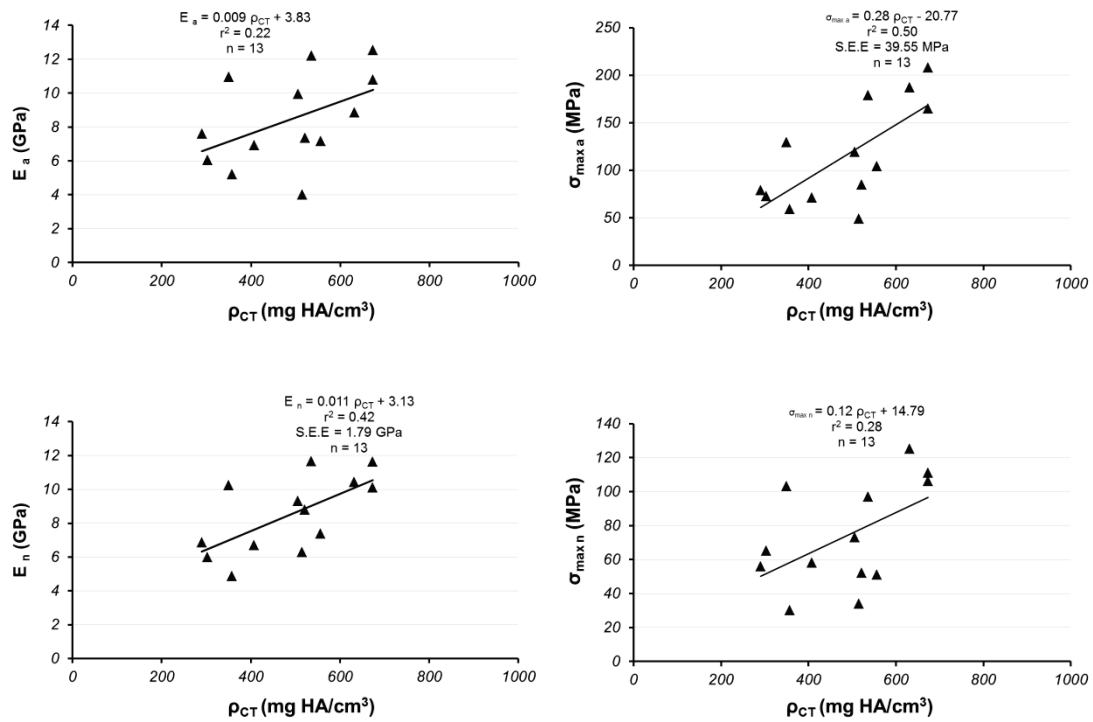 E a = 0.009 ρCT + 3.83
r² = 0.22
n = 13
14
12
10
8
6
4
2
0
E a (GPa)
0 200 400 600 800 1000
ρCT (mg HA/cm³)
σmax a = 0.28 ρCT - 20.77
r² = 0.50
S.E.E = 39.55 MPa
n = 13
250
200
150
100
50
0
σmax a (MPa)
0 200 400 600 800 1000
ρCT (mg HA/cm³)
E n = 0.011 ρCT + 3.13
r² = 0.42
S.E.E = 1.79 GPa
n = 13
14
12
10
8
6
4
2
0
E n (GPa)
0 200 400 600 800 1000
ρCT (mg HA/cm³)
σmax n = 0.12 ρCT + 14.79
r² = 0.28
n = 13
140
120
100
80
60
40
20
0
σmax n (MPa)
0 200 400 600 800 1000
ρCT (mg HA/cm³)